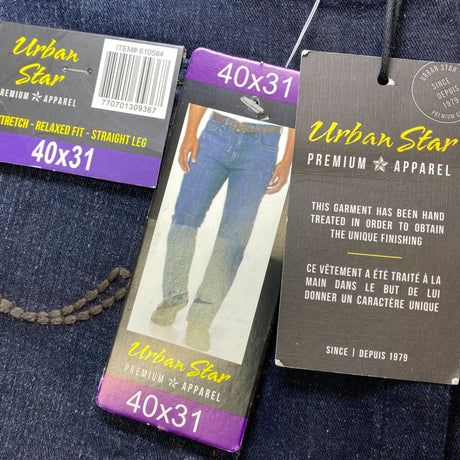 Urban
Star
PREMIUM APPAREL
ITEM# 610584
770701309367
STRETCH - RELAXED FIT - STRAIGHT LEG
40x31
40x31
Urban Star
PREMIUM APPAREL
40x31
URBAN STAR
SINCE
DEPUIS
1979
Urban Star
PREMIUM APPAREL
THIS GARMENT HAS BEEN HAND
TREATED IN ORDER TO OBTAIN
THE UNIQUE FINISHING
CE VÊTEMENT A ÉTÉ TRAITÉ À LA
MAIN DANS LE BUT DE LUI
DONNER UN CARACTÈRE UNIQUE
SINCE | DEPUIS 1979